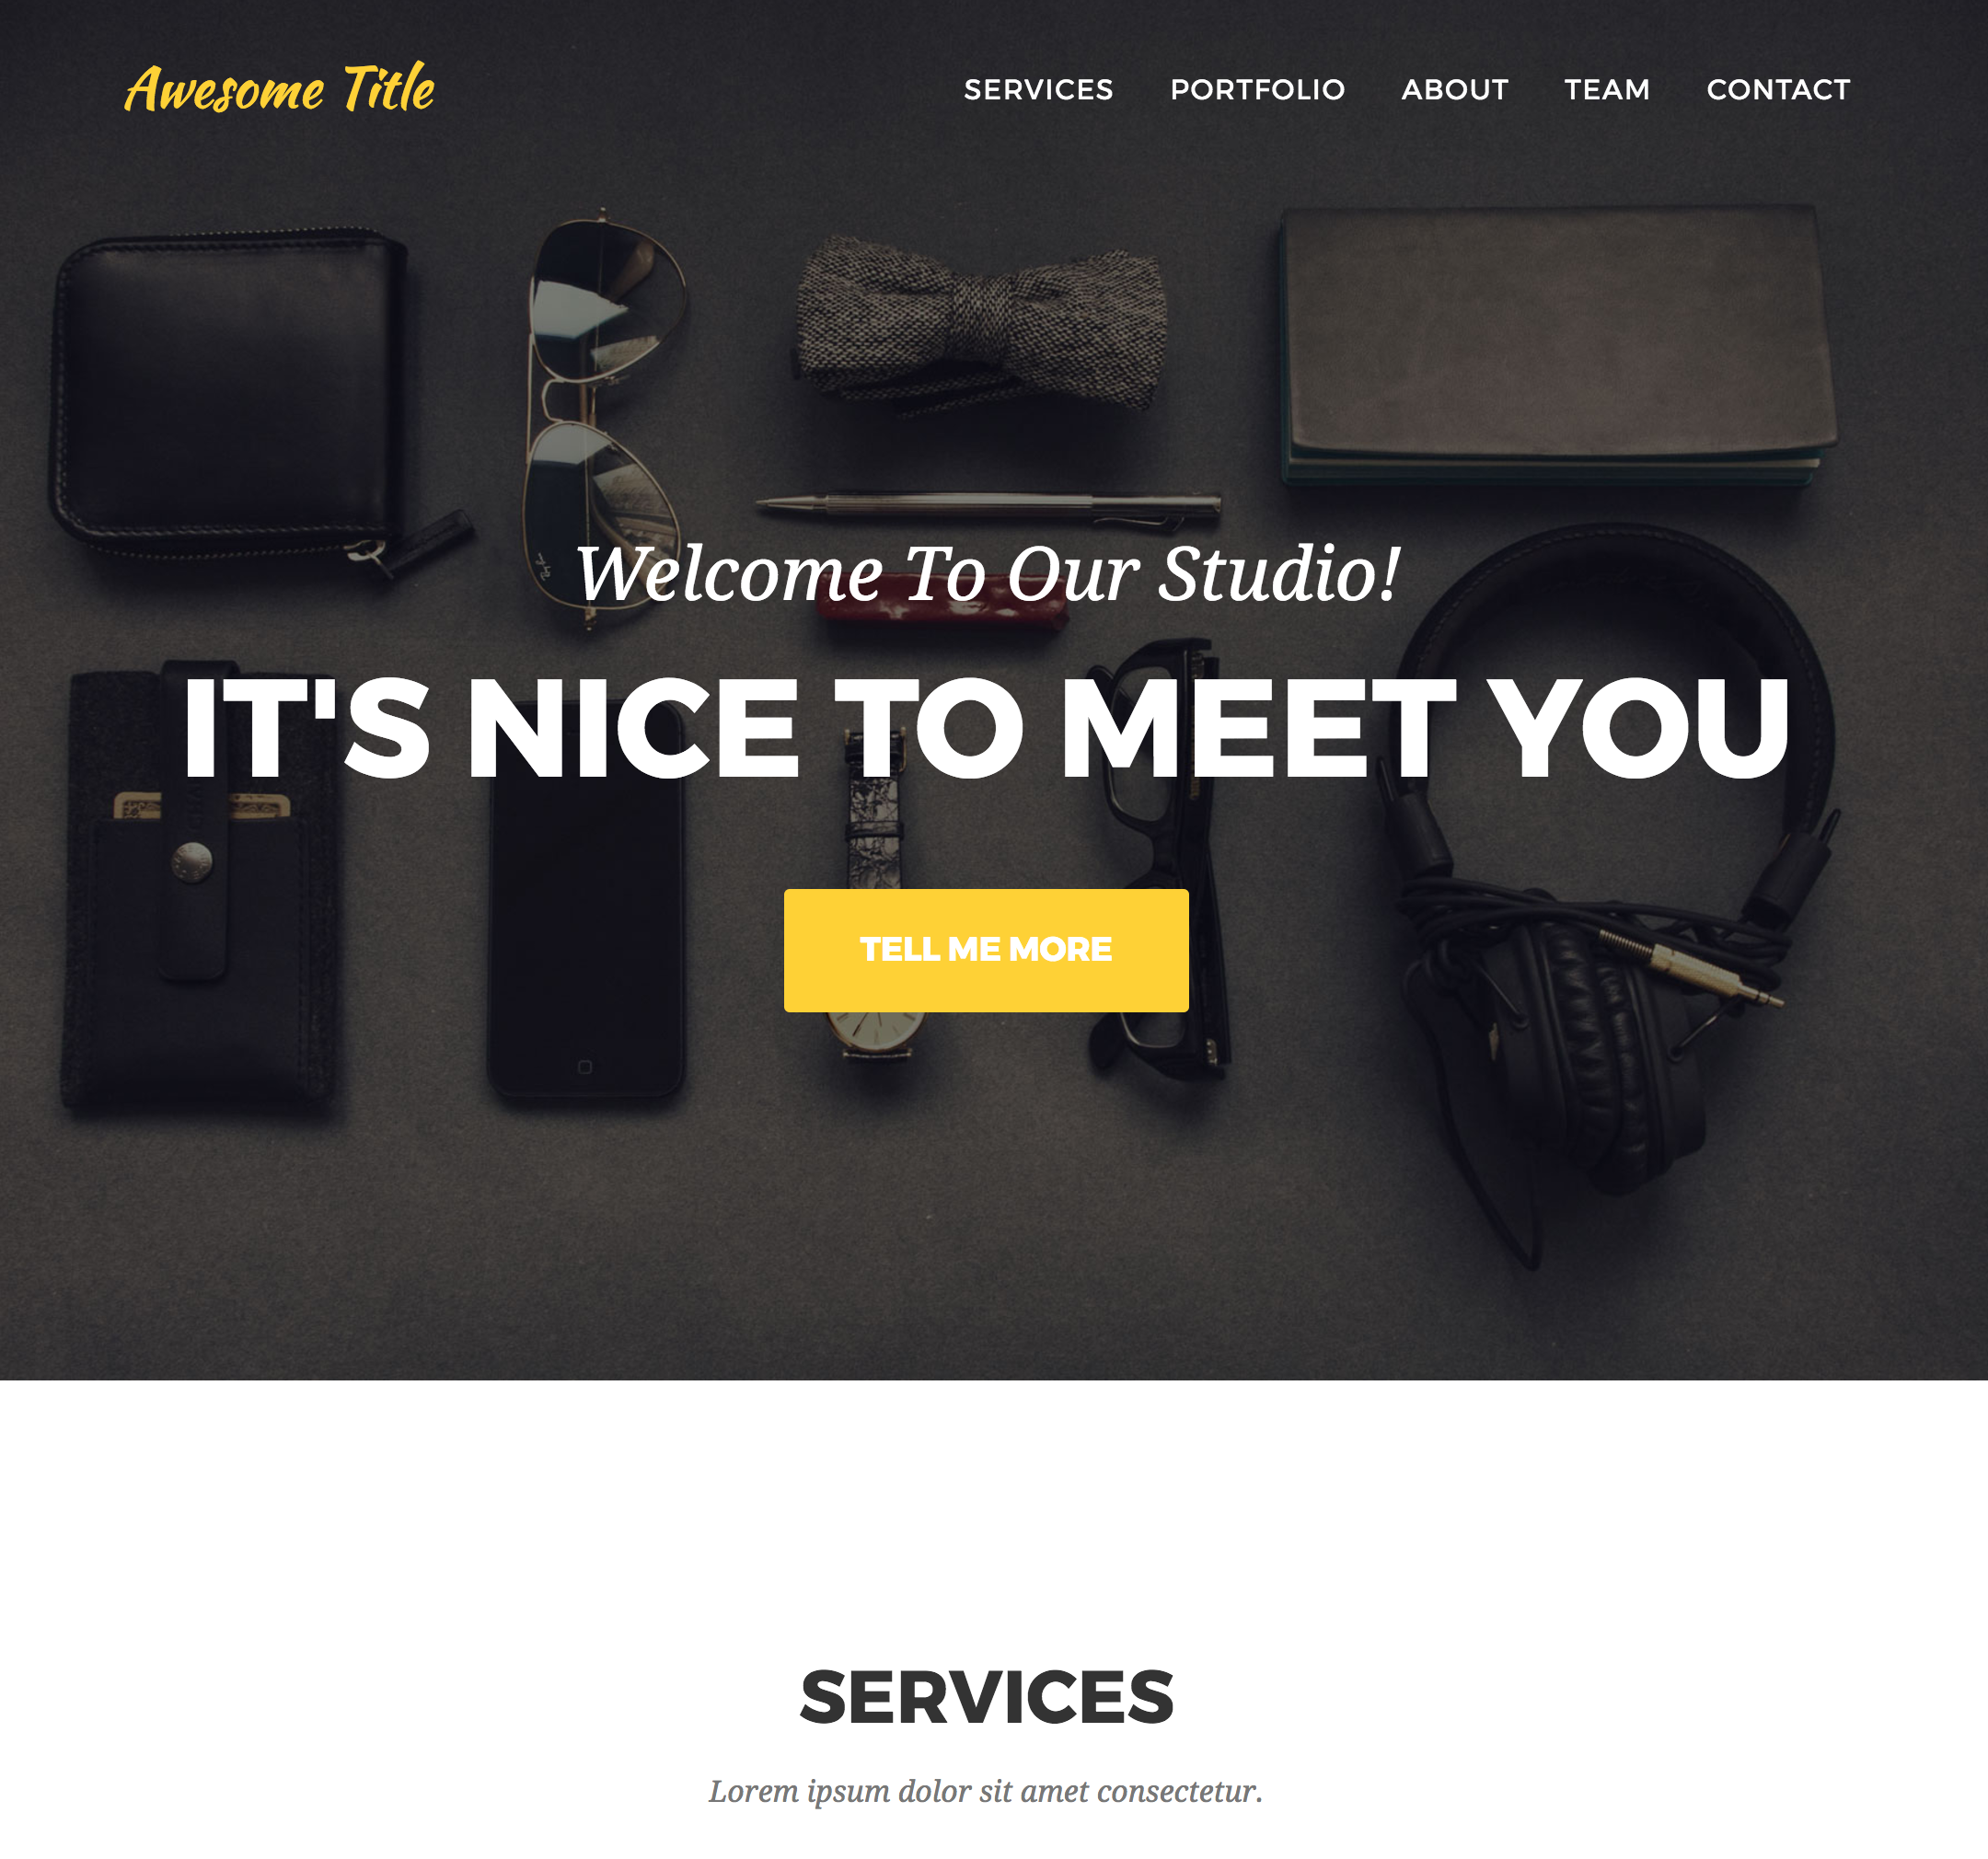 Awesome Title
SERVICES PORTFOLIO ABOUT TEAM CONTACT
Welcome To Our Studio!
IT'S NICE TO MEET YOU
TELL ME MORE
SERVICES
Lorem ipsum dolor sit amet consectetur.